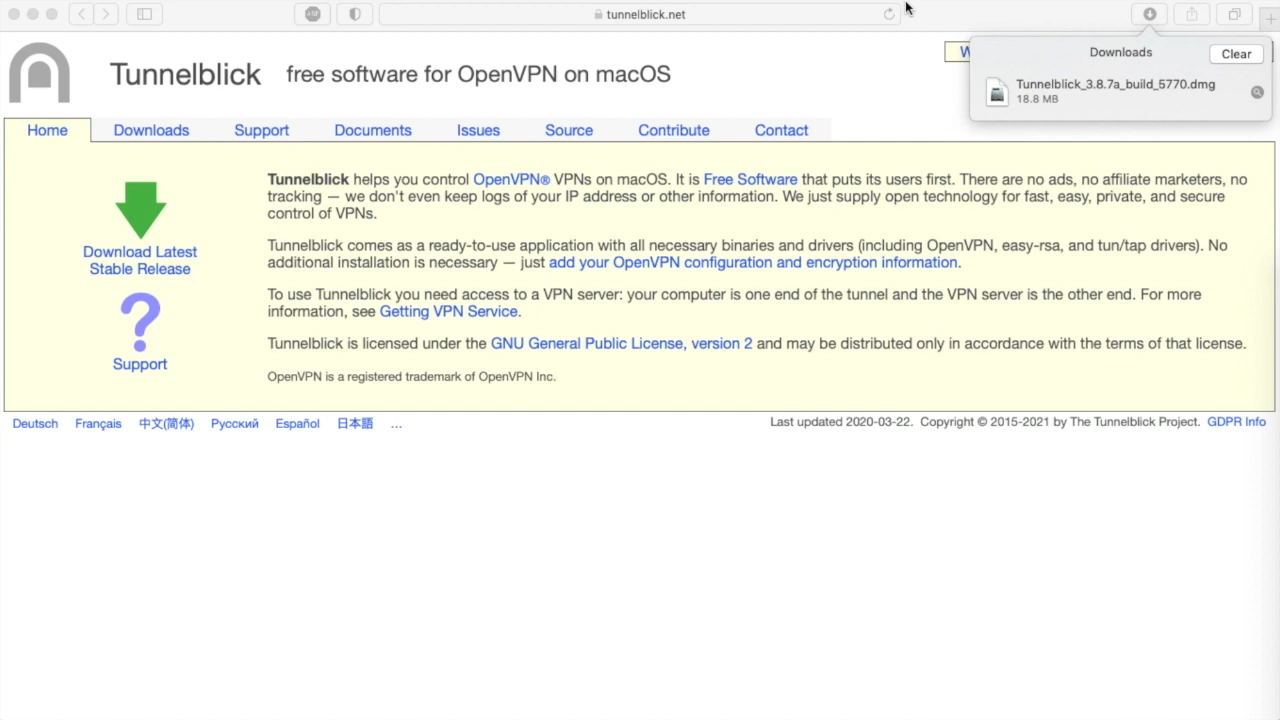 tunnelblick.net
Tunnelblick free software for OpenVPN on macOS
Downloads
Clear
Tunnelblick_3.8.7a_build_5770.dmg
18.8 MB
Home Downloads Support Documents Issues Source Contribute Contact
Download Latest
Stable Release
Support
Tunnelblick helps you control OpenVPN® VPNs on macOS. It is Free Software that puts its users first. There are no ads, no affiliate marketers, no
tracking — we don't even keep logs of your IP address or other information. We just supply open technology for fast, easy, private, and secure
control of VPNs.
Tunnelblick comes as a ready-to-use application with all necessary binaries and drivers (including OpenVPN, easy-rsa, and tun/tap drivers). No
additional installation is necessary — just add your OpenVPN configuration and encryption information.
To use Tunnelblick you need access to a VPN server: your computer is one end of the tunnel and the VPN server is the other end. For more
information, see Getting VPN Service.
Tunnelblick is licensed under the GNU General Public License, version 2 and may be distributed only in accordance with the terms of that license.
OpenVPN is a registered trademark of OpenVPN Inc.
Deutsch Français 中文(简体) Русский Español 日本語 ...
Last updated 2020-03-22. Copyright © 2015-2021 by The Tunnelblick Project. GDPR Info